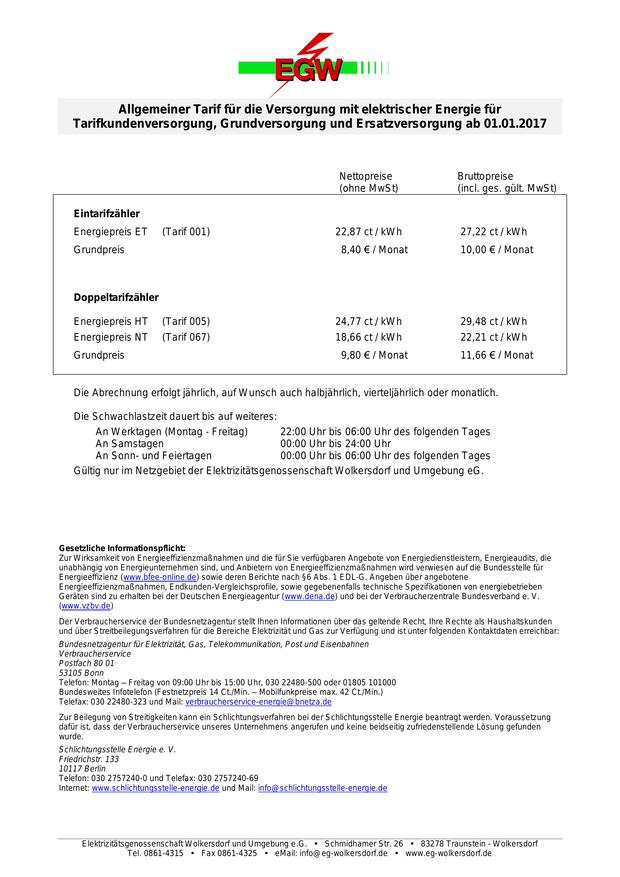 EGW
Allgemeiner Tarif für die Versorgung mit elektrischer Energie für
Tarifkundenversorgung, Grundversorgung und Ersatzversorgung ab 01.01.2017
Nettopreise Bruttopreise
(ohne MwSt) (incl. ges. gült. MwSt)
Eintarifzähler
Energiepreis ET (Tarif 001) 22,87 ct / kWh 27,22 ct / kWh
Grundpreis 8,40 € / Monat 10,00 € / Monat
Doppeltarifzähler
Energiepreis HT (Tarif 005) 24,77 ct / kWh 29,48 ct / kWh
Energiepreis NT (Tarif 067) 18,66 ct / kWh 22,21 ct / kWh
Grundpreis 9,80 € / Monat 11,66 € / Monat
Die Abrechnung erfolgt jährlich, auf Wunsch auch halbjährlich, vierteljährlich oder monatlich.
Die Schwachlastzeit dauert bis auf weiteres:
An Werktagen (Montag - Freitag) 22:00 Uhr bis 06:00 Uhr des folgenden Tages
An Samstagen 00:00 Uhr bis 24:00 Uhr
An Sonn- und Feiertagen 00:00 Uhr bis 06:00 Uhr des folgenden Tages
Gültig nur im Netzgebiet der Elektrizitätsgenossenschaft Wolkersdorf und Umgebung eG.
Gesetzliche Informationspflicht:
Zur Wirksamkeit von Energieeffizienzmaßnahmen und die für Sie verfügbaren Angebote von Energiedienstleistern, Energieaudits, die
unabhängig von Energieunternehmen sind, und Anbietern von Energieeffizienzmaßnahmen wird verwiesen auf die Bundesstelle für
Energieeffizienz (www.bfee-online.de) sowie deren Berichte nach §6 Abs. 1 EDL-G. Angaben über angebotene
Energieeffizienzmaßnahmen, Endkunden-Vergleichsprofile, sowie gegebenenfalls technische Spezifikationen von energiebetrieben
Geräten sind zu erhalten bei der Deutschen Energieagentur (www.dena.de) und bei der Verbraucherzentrale Bundesverband e. V.
(www.vzbv.de)
Der Verbraucherservice der Bundesnetzagentur stellt Ihnen Informationen über das geltende Recht, Ihre Rechte als Haushaltskunden
und über Streitbeilegungsverfahren für die Bereiche Elektrizität und Gas zur Verfügung und ist unter folgenden Kontaktdaten erreichbar:
Bundesnetzagentur für Elektrizität, Gas, Telekommunikation, Post und Eisenbahnen
Verbraucherservice
Postfach 80 01
53105 Bonn
Telefon: Montag – Freitag von 09:00 Uhr bis 15:00 Uhr, 030 22480-500 oder 01805 101000
Bundesweites Infotelefon (Festnetzpreis 14 Ct./Min. – Mobilfunkpreise max. 42 Ct./Min.)
Telefax: 030 22480-323 und Mail: verbraucherservice-energie@bnetza.de
Zur Beilegung von Streitigkeiten kann ein Schlichtungsverfahren bei der Schlichtungsstelle Energie beantragt werden. Voraussetzung
dafür ist, dass der Verbraucherservice unseres Unternehmens angerufen und keine beidseitig zufriedenstellende Lösung gefunden
wurde.
Schlichtungsstelle Energie e. V.
Friedrichstr. 133
10117 Berlin
Telefon: 030 2757240-0 und Telefax: 030 2757240-69
Internet: www.schlichtungsstelle-energie.de und Mail: info@schlichtungsstelle-energie.de
Elektrizitätsgenossenschaft Wolkersdorf und Umgebung e.G. • Schmidhamer Str. 26 • 83278 Traunstein - Wolkersdorf
Tel. 0861-4315 • Fax 0861-4325 • eMail: info@eg-wolkersdorf.de • www.eg-wolkersdorf.de